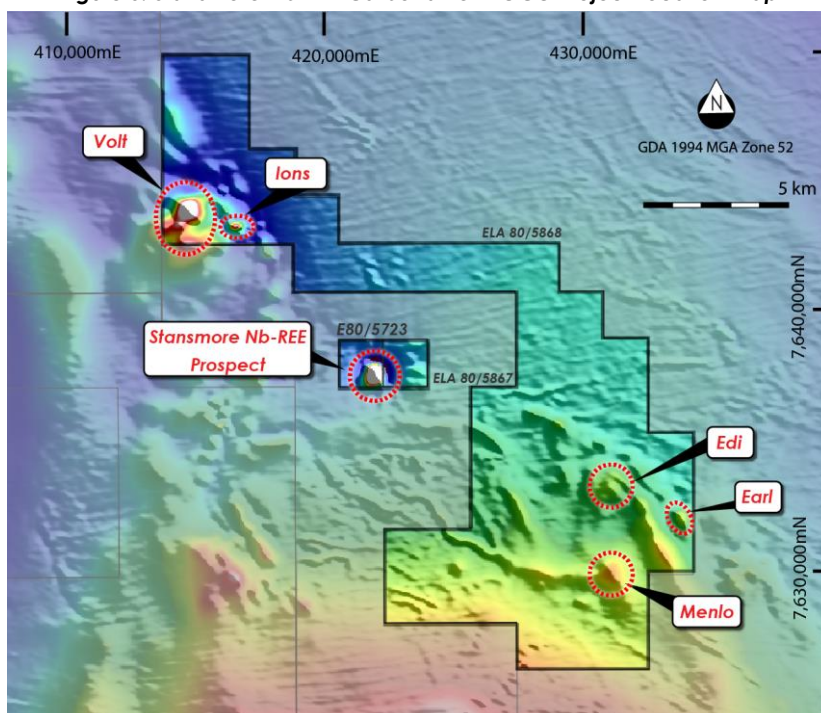 410,000mE
420,000mE
430,000mE
N
GDA 1994 MGA Zone 52
5 km
Volt
Ions
ELA 80/5868
7,640,000mN
E80/5723
Stansmore Nb-REE
Prospect
ELA 80/5867
Edi
Earl
7,630,000mN
Menlo